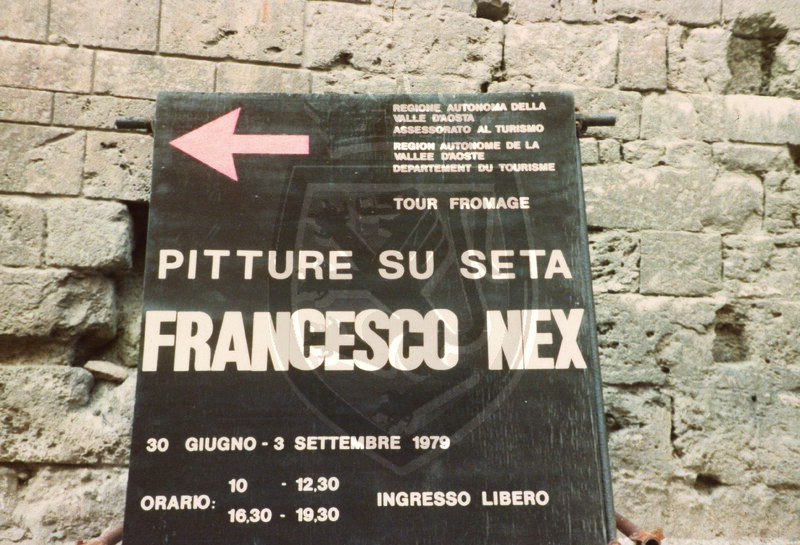 REGIONE AUTONOMA DELLA
VALLE D'AOSTA
ASSESSORATO AL TURISMO
REGION AUTONOME DE LA
VALLEE D'AOSTE
DEPARTEMENT DU TOURISME
TOUR FROMAGE
PITTURE SU SETA
FRANCESCO NEX
30 GIUGNO - 3 SETTEMBRE 1979
ORARIO: 10 - 12,30
16,30 - 19,30
INGRESSO LIBERO